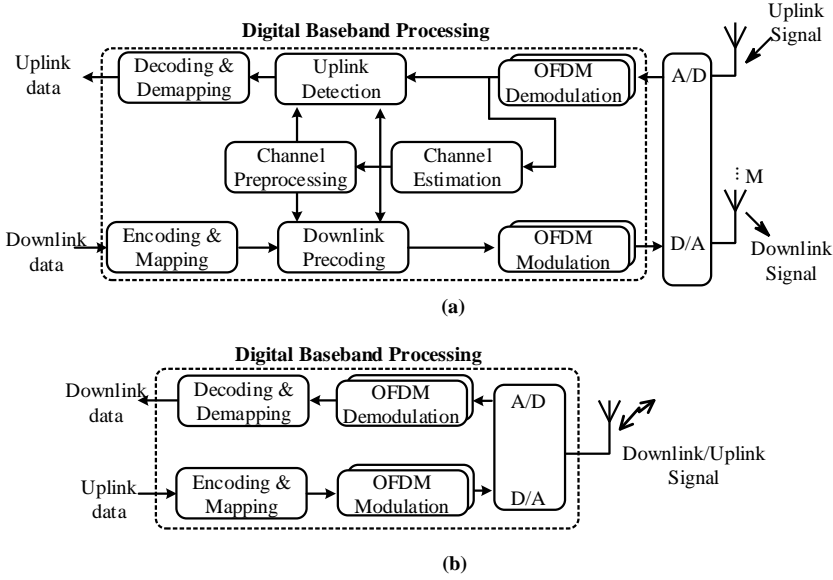 Digital Baseband Processing
Uplink
Signal
Uplink
data
Decoding &
Demapping
Uplink
Detection
OFDM
Demodulation
A/D
Channel
Preprocessing
Channel
Estimation
⋮ M
Downlink
data
Encoding &
Mapping
Downlink
Precoding
OFDM
Modulation
D/A
Downlink
Signal
(a)
Digital Baseband Processing
Downlink
data
Decoding &
Demapping
OFDM
Demodulation
A/D
Downlink/Uplink
Signal
Uplink
data
Encoding &
Mapping
OFDM
Modulation
D/A
(b)